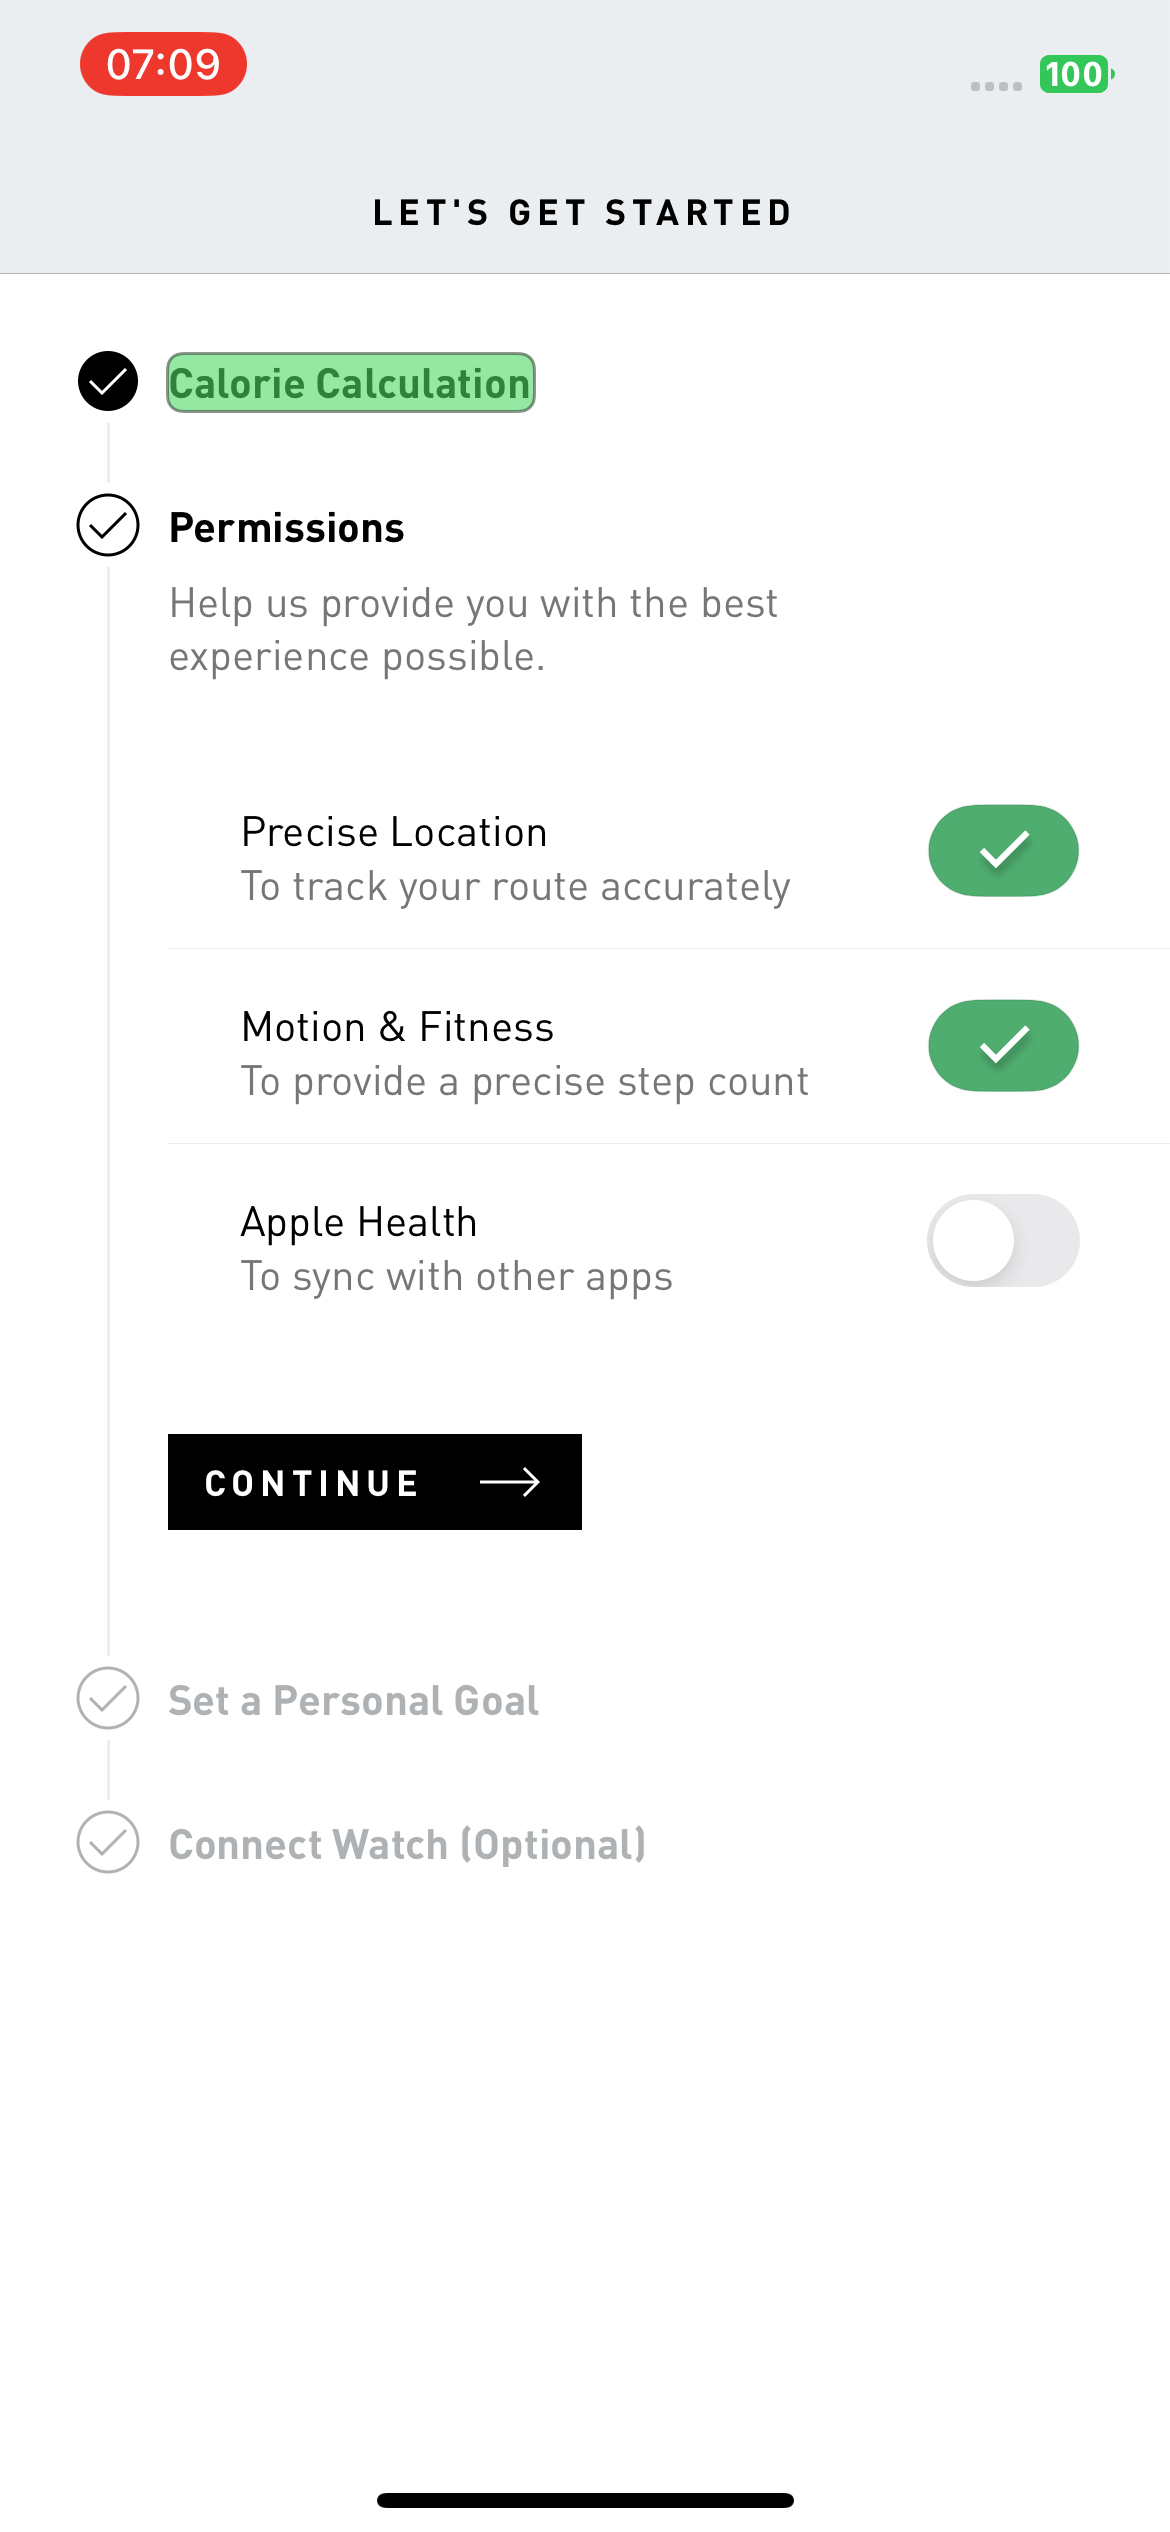 07:09
100
LET'S GET STARTED
Calorie Calculation
Permissions
Help us provide you with the best
experience possible.
Precise Location
To track your route accurately
Motion & Fitness
To provide a precise step count
Apple Health
To sync with other apps
CONTINUE
Set a Personal Goal
Connect Watch (Optional)